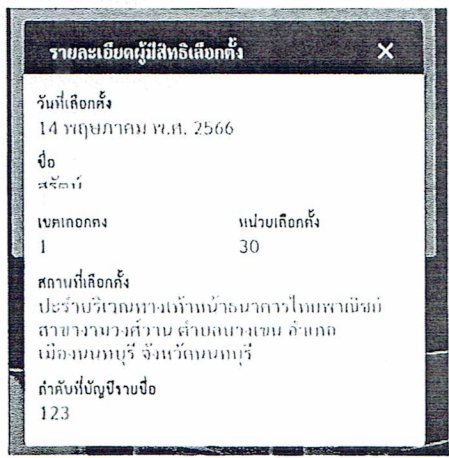 รายละเอียดผู้มีสิทธิเลือกตั้ง ×
วันที่เลือกตั้ง
14 พฤษภาคม พ.ศ. 2566
ชื่อ
เขตเลือกตั้ง หน่วยเลือกตั้ง
1 30
สถานที่เลือกตั้ง
ประรำบริเวณทางเท้าหน้าธนาคารไทยพาณิชย์
สาขางามวงศ์วาน ตำบลบางเขน อำเภอ
เมืองนนทบุรี จังหวัดนนทบุรี
ลำดับที่บัญชีรายชื่อ
123